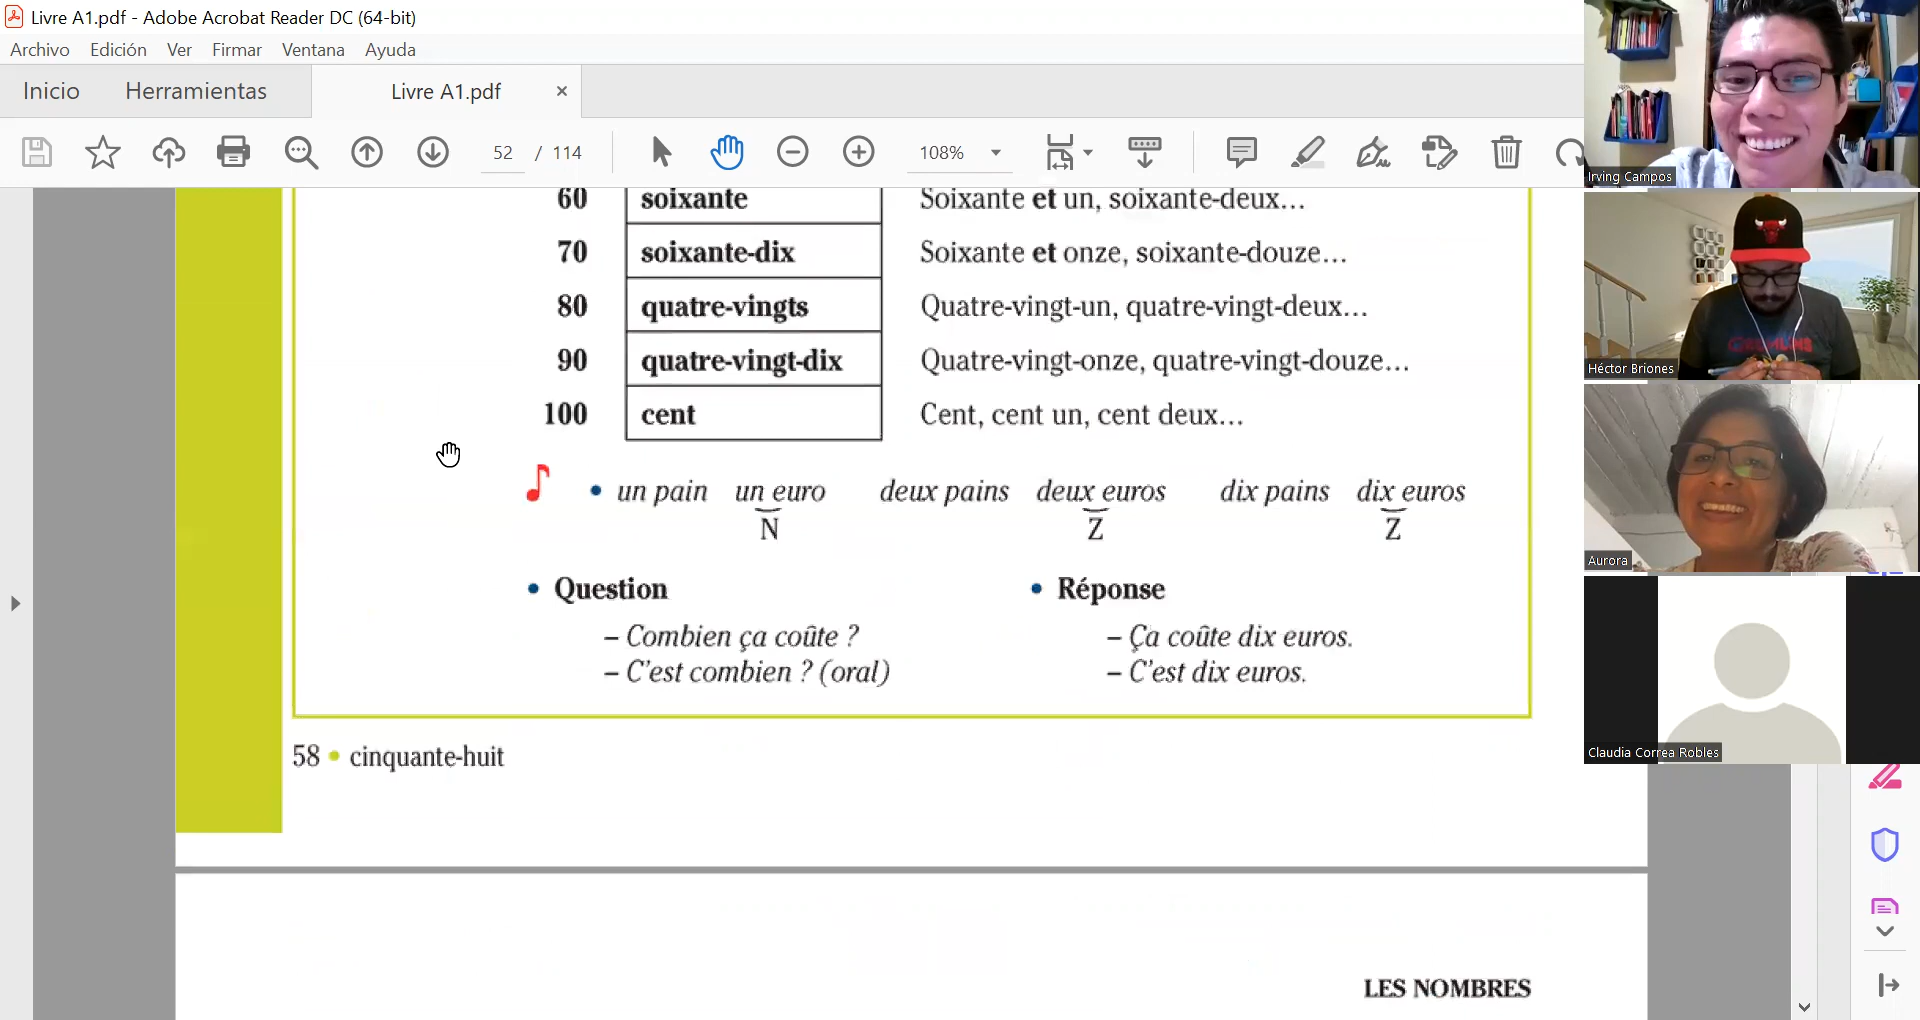 Livre A1.pdf - Adobe Acrobat Reader DC (64-bit)
Archivo Edición Ver Firmar Ventana Ayuda
Inicio Herramientas Livre A1.pdf ×
52 / 114 108%
60 soixante Soixante et un, soixante-deux…
70 soixante-dix Soixante et onze, soixante-douze…
80 quatre-vingts Quatre-vingt-un, quatre-vingt-deux…
90 quatre-vingt-dix Quatre-vingt-onze, quatre-vingt-douze…
100 cent Cent, cent un, cent deux…
• un pain un euro deux pains deux euros dix pains dix euros
N Z Z
• Question • Réponse
– Combien ça coûte ? – Ça coûte dix euros.
– C'est combien ? (oral) – C'est dix euros.
58 • cinquante-huit
LES NOMBRES
Irving Campos
Héctor Briones
Aurora
Claudia Correa Robles